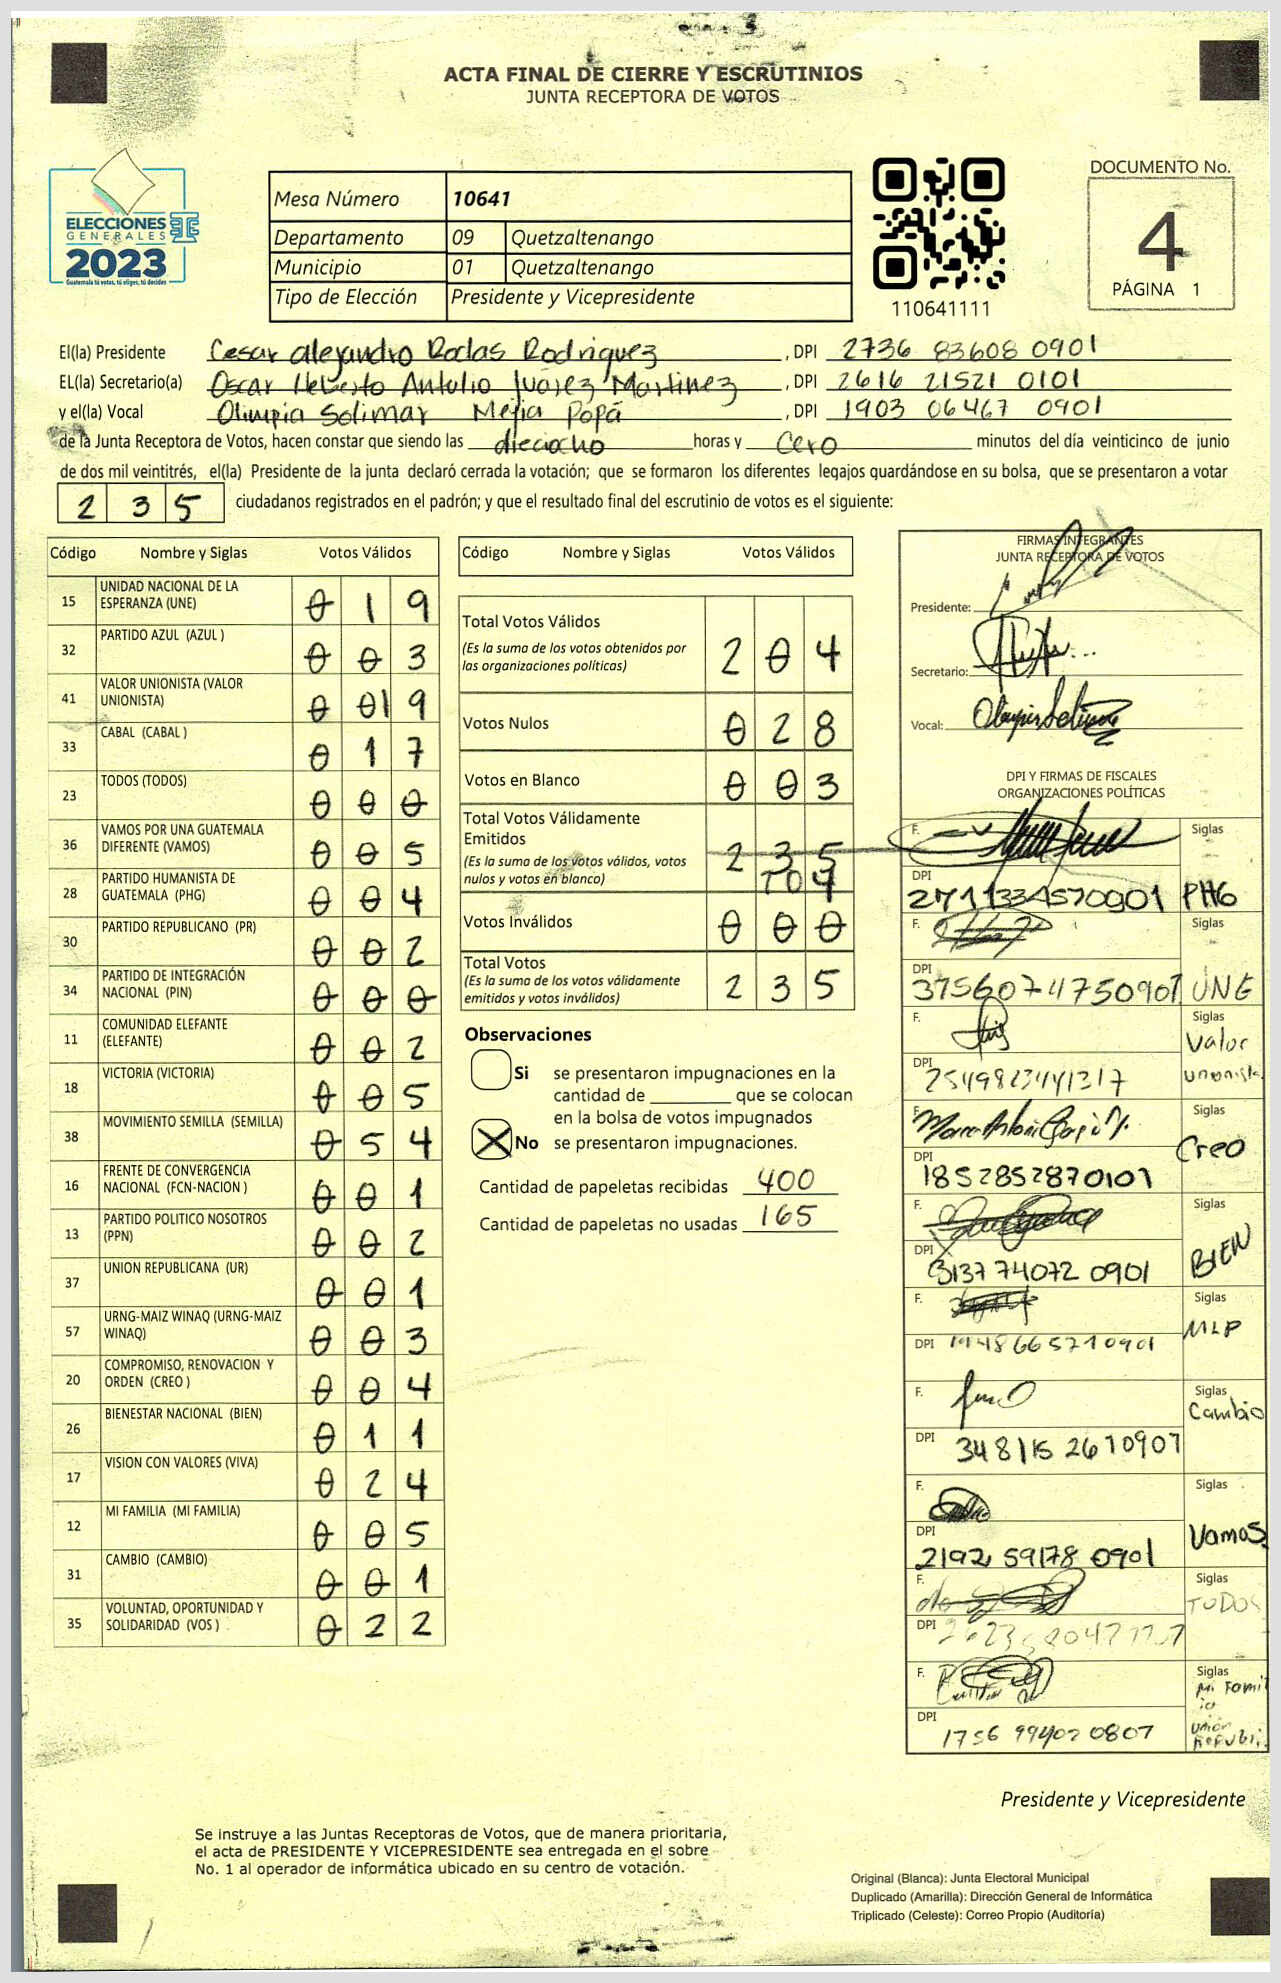 ACTA FINAL DE CIERRE Y ESCRUTINIOS
JUNTA RECEPTORA DE VOTOS
ELECCIONES
GENERALES
2023
Guatemala tú votas, tú eliges, tú decides
Mesa Número 10641
Departamento 09 Quetzaltenango
Municipio 01 Quetzaltenango
Tipo de Elección Presidente y Vicepresidente
110641111
DOCUMENTO No.
4
PÁGINA 1
El(la) Presidente Cesar alejandro Rodas Rodriguez, DPI 2736 83608 0901
EL(la) Secretario(a) Oscar Heberto Antulio Juárez Martinez, DPI 2616 21521 0101
y el(la) Vocal Olimpia Solimar Mejia Popá, DPI 1903 06467 0901
de la Junta Receptora de Votos, hacen constar que siendo las dieciocho horas y cero minutos del día veinticinco de junio
de dos mil veintitrés, el(la) Presidente de la junta declaró cerrada la votación; que se formaron los diferentes legajos quardándose en su bolsa, que se presentaron a votar
235 ciudadanos registrados en el padrón; y que el resultado final del escrutinio de votos es el siguiente:
Código Nombre y Siglas Votos Válidos
15 UNIDAD NACIONAL DE LA ESPERANZA (UNE) 0 1 9
32 PARTIDO AZUL (AZUL ) 0 0 3
41 VALOR UNIONISTA (VALOR UNIONISTA) 0 01 9
33 CABAL (CABAL ) 0 1 7
23 TODOS (TODOS) 0 0 0
36 VAMOS POR UNA GUATEMALA DIFERENTE (VAMOS) 0 0 5
28 PARTIDO HUMANISTA DE GUATEMALA (PHG) 0 0 4
30 PARTIDO REPUBLICANO (PR) 0 0 2
34 PARTIDO DE INTEGRACIÓN NACIONAL (PIN) 0 0 0
11 COMUNIDAD ELEFANTE (ELEFANTE) 0 0 2
18 VICTORIA (VICTORIA) 0 0 5
38 MOVIMIENTO SEMILLA (SEMILLA) 0 5 4
16 FRENTE DE CONVERGENCIA NACIONAL (FCN-NACION ) 0 0 1
13 PARTIDO POLITICO NOSOTROS (PPN) 0 0 2
37 UNION REPUBLICANA (UR) 0 0 1
57 URNG-MAIZ WINAQ (URNG-MAIZ WINAQ) 0 0 3
20 COMPROMISO, RENOVACION Y ORDEN (CREO ) 0 0 4
26 BIENESTAR NACIONAL (BIEN) 0 1 1
17 VISION CON VALORES (VIVA) 0 2 4
12 MI FAMILIA (MI FAMILIA) 0 0 5
31 CAMBIO (CAMBIO) 0 0 1
35 VOLUNTAD, OPORTUNIDAD Y SOLIDARIDAD (VOS ) 0 2 2
Código Nombre y Siglas Votos Válidos
Total Votos Válidos 2 0 4
(Es la suma de los votos obtenidos por
las organizaciones políticas)
Votos Nulos 0 2 8
Votos en Blanco 0 0 3
Total Votos Válidamente
Emitidos 2 3 5
(Es la suma de los votos válidos, votos
nulos y votos en blanco)
Votos Inválidos 0 0 0
Total Votos 2 3 5
(Es la suma de los votos válidamente
emitidos y votos inválidos)
Observaciones
Si se presentaron impugnaciones en la
cantidad de ________ que se colocan
en la bolsa de votos impugnados
X No se presentaron impugnaciones.
Cantidad de papeletas recibidas 400
Cantidad de papeletas no usadas 165
FIRMAS INTEGRANTES
JUNTA RECEPTORA DE VOTOS
Presidente:
Secretario:
Vocal:
DPI Y FIRMAS DE FISCALES
ORGANIZACIONES POLÍTICAS
F. Siglas
DPI 2711334570901 PHG
F. Siglas
DPI 3756074750901 UNE
F. Siglas
Valor
DPI 2549823441317 unionista
F. Siglas
Creo
DPI 1852852870101
F. Siglas
BIEN
DPI 3137 74072 0901
F. Siglas
MLP
DPI 1948665710901
F. Siglas
Cambio
DPI 348115 2670907
F. Siglas
Vamos
DPI 2192 59178 0901
F. Siglas
TODOS
DPI
F. Siglas
Mi Familia
DPI 1756 99402 0807
Unión
Republi.
Presidente y Vicepresidente
Se instruye a las Juntas Receptoras de Votos, que de manera prioritaria,
el acta de PRESIDENTE Y VICEPRESIDENTE sea entregada en el sobre
No. 1 al operador de informática ubicado en su centro de votación.
Original (Blanca): Junta Electoral Municipal
Duplicado (Amarilla): Dirección General de Informática
Triplicado (Celeste): Correo Propio (Auditoría)